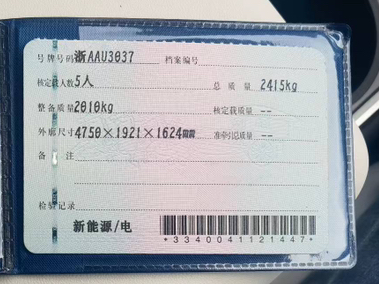 号牌号码 浙AAU3037 档案编号
核定载人数 5人 总质量 2415kg
整备质量 2010kg 核定载质量 --
外廓尺寸 4750×1921×1624mm 准牵引总质量 --
备注
检验记录
新能源/电
*3340041121447*